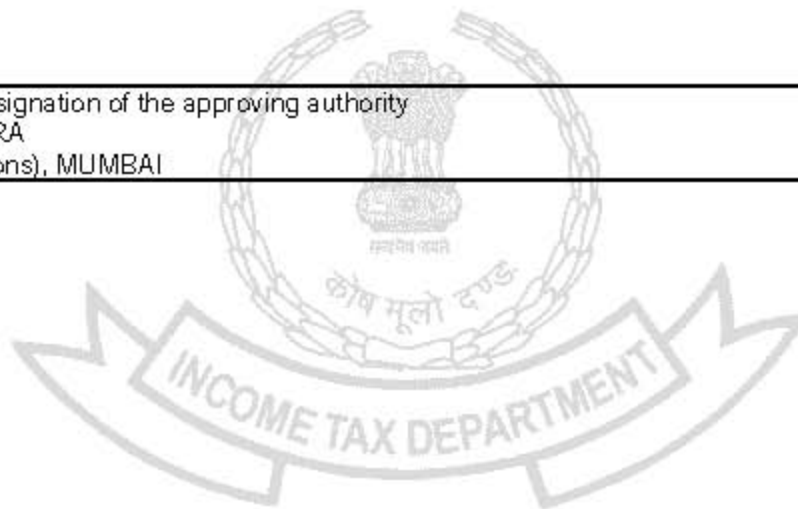 signation of the approving authority
RA
ons), MUMBAI
सत्यमेव जयते
कोष मूलो दण्डः
INCOME TAX DEPARTMENT